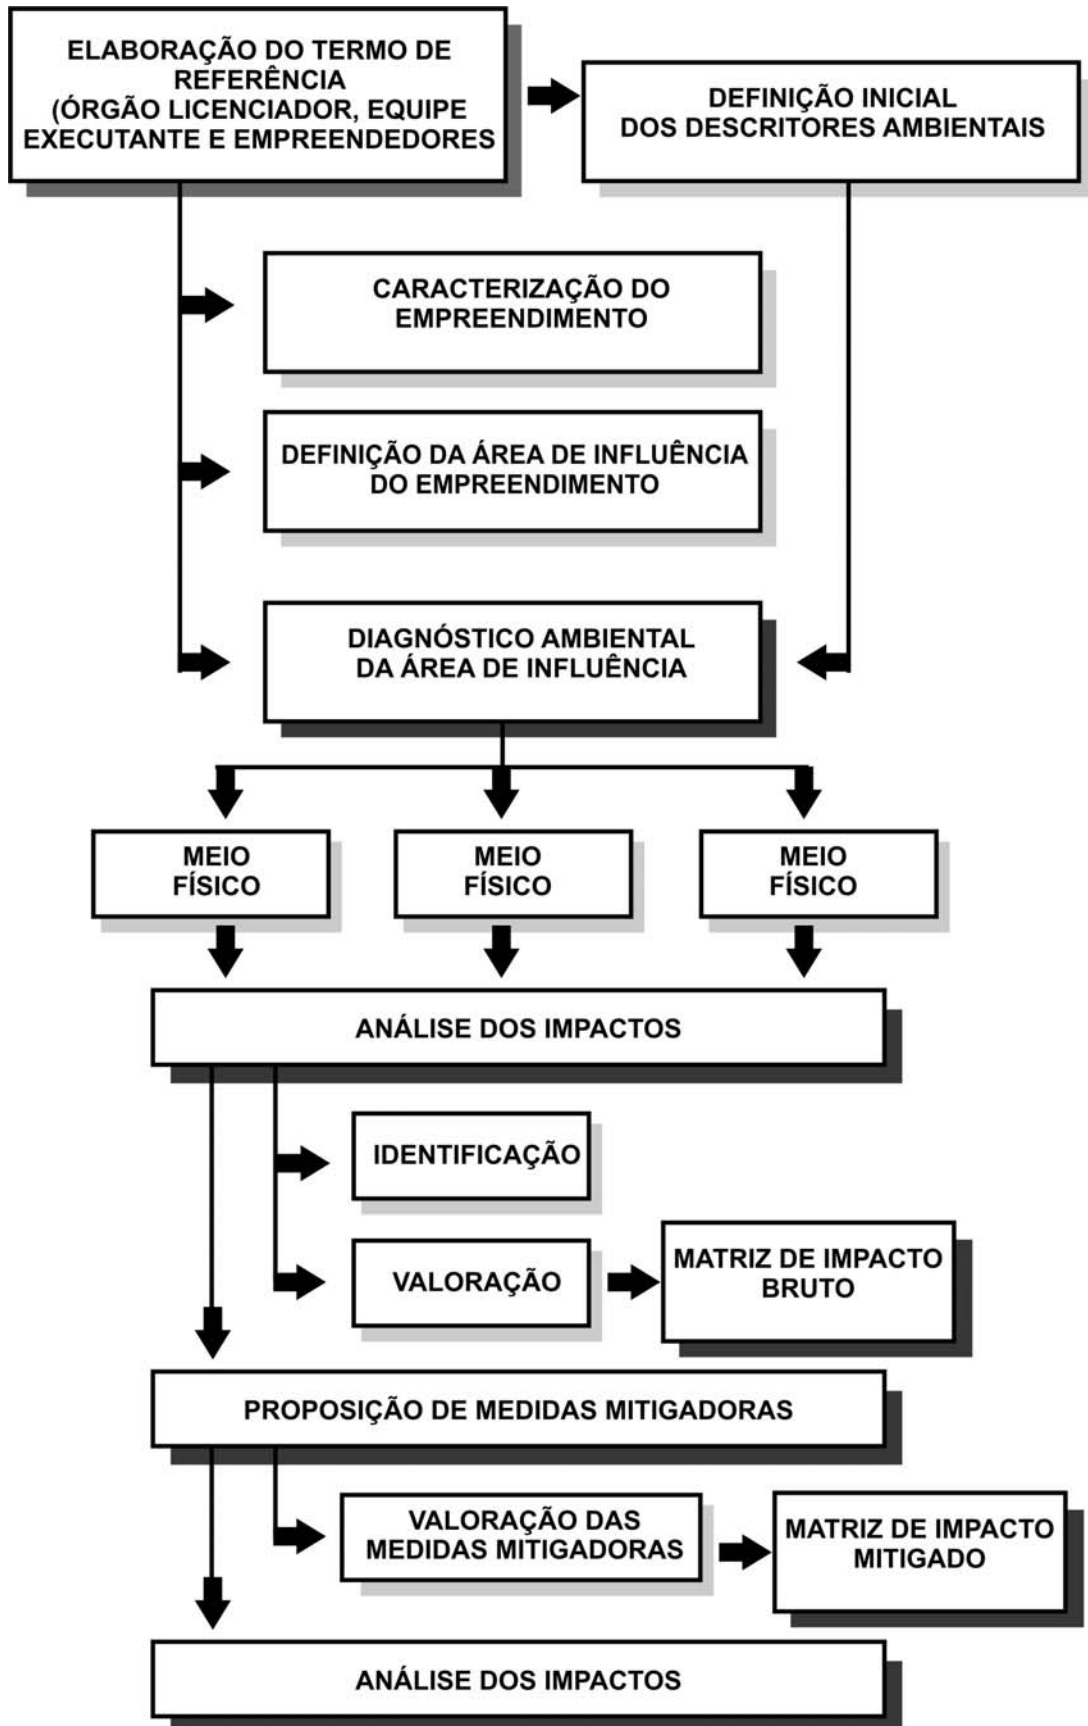 ELABORAÇÃO DO TERMO DE
REFERÊNCIA
(ÓRGÃO LICENCIADOR, EQUIPE
EXECUTANTE E EMPREENDEDORES
DEFINIÇÃO INICIAL
DOS DESCRITORES AMBIENTAIS
CARACTERIZAÇÃO DO
EMPREENDIMENTO
DEFINIÇÃO DA ÁREA DE INFLUÊNCIA
DO EMPREENDIMENTO
DIAGNÓSTICO AMBIENTAL
DA ÁREA DE INFLUÊNCIA
MEIO
FÍSICO
MEIO
FÍSICO
MEIO
FÍSICO
ANÁLISE DOS IMPACTOS
IDENTIFICAÇÃO
VALORAÇÃO
MATRIZ DE IMPACTO
BRUTO
PROPOSIÇÃO DE MEDIDAS MITIGADORAS
VALORAÇÃO DAS
MEDIDAS MITIGADORAS
MATRIZ DE IMPACTO
MITIGADO
ANÁLISE DOS IMPACTOS